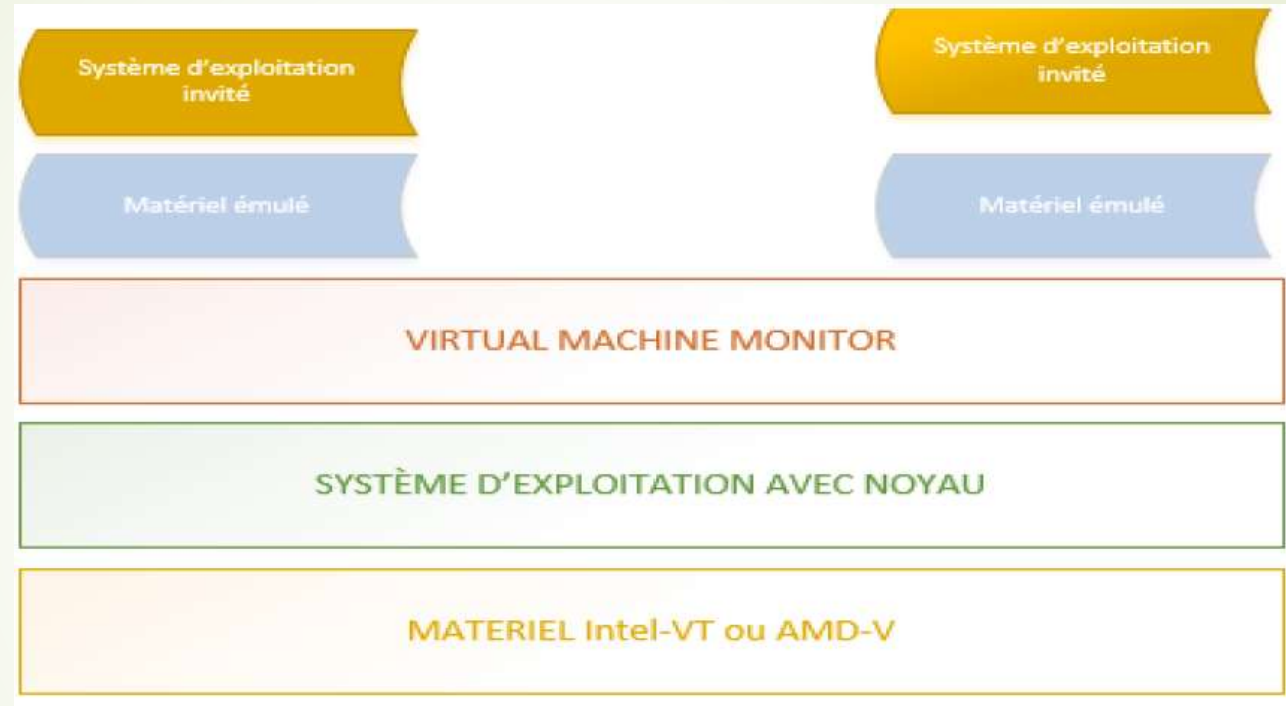 Système d'exploitation
invité
Système d'exploitation
invité
Matériel émulé
Matériel émulé
VIRTUAL MACHINE MONITOR
SYSTÈME D'EXPLOITATION AVEC NOYAU
MATERIEL Intel-VT ou AMD-V